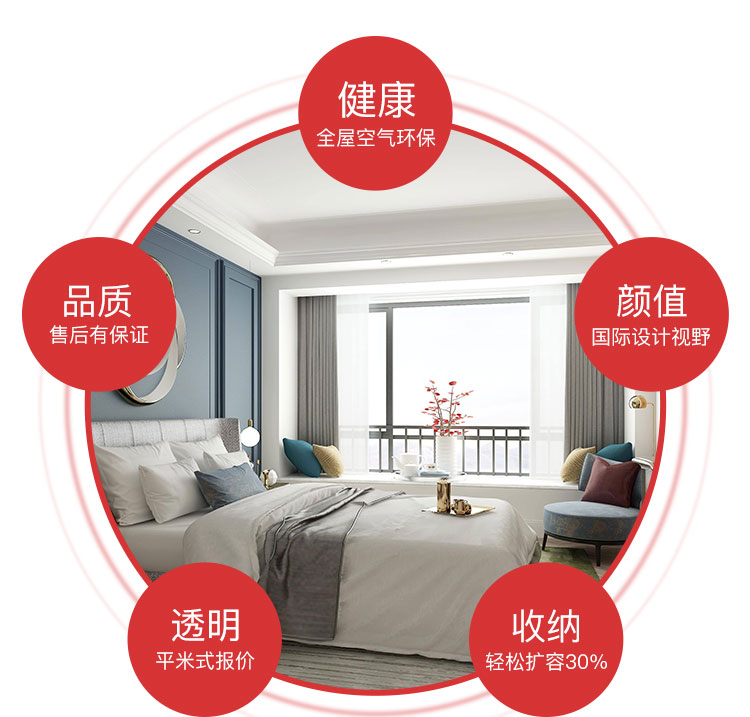 健康
全屋空气环保
品质
售后有保证
颜值
国际设计视野
透明
平米式报价
收纳
轻松扩容30%